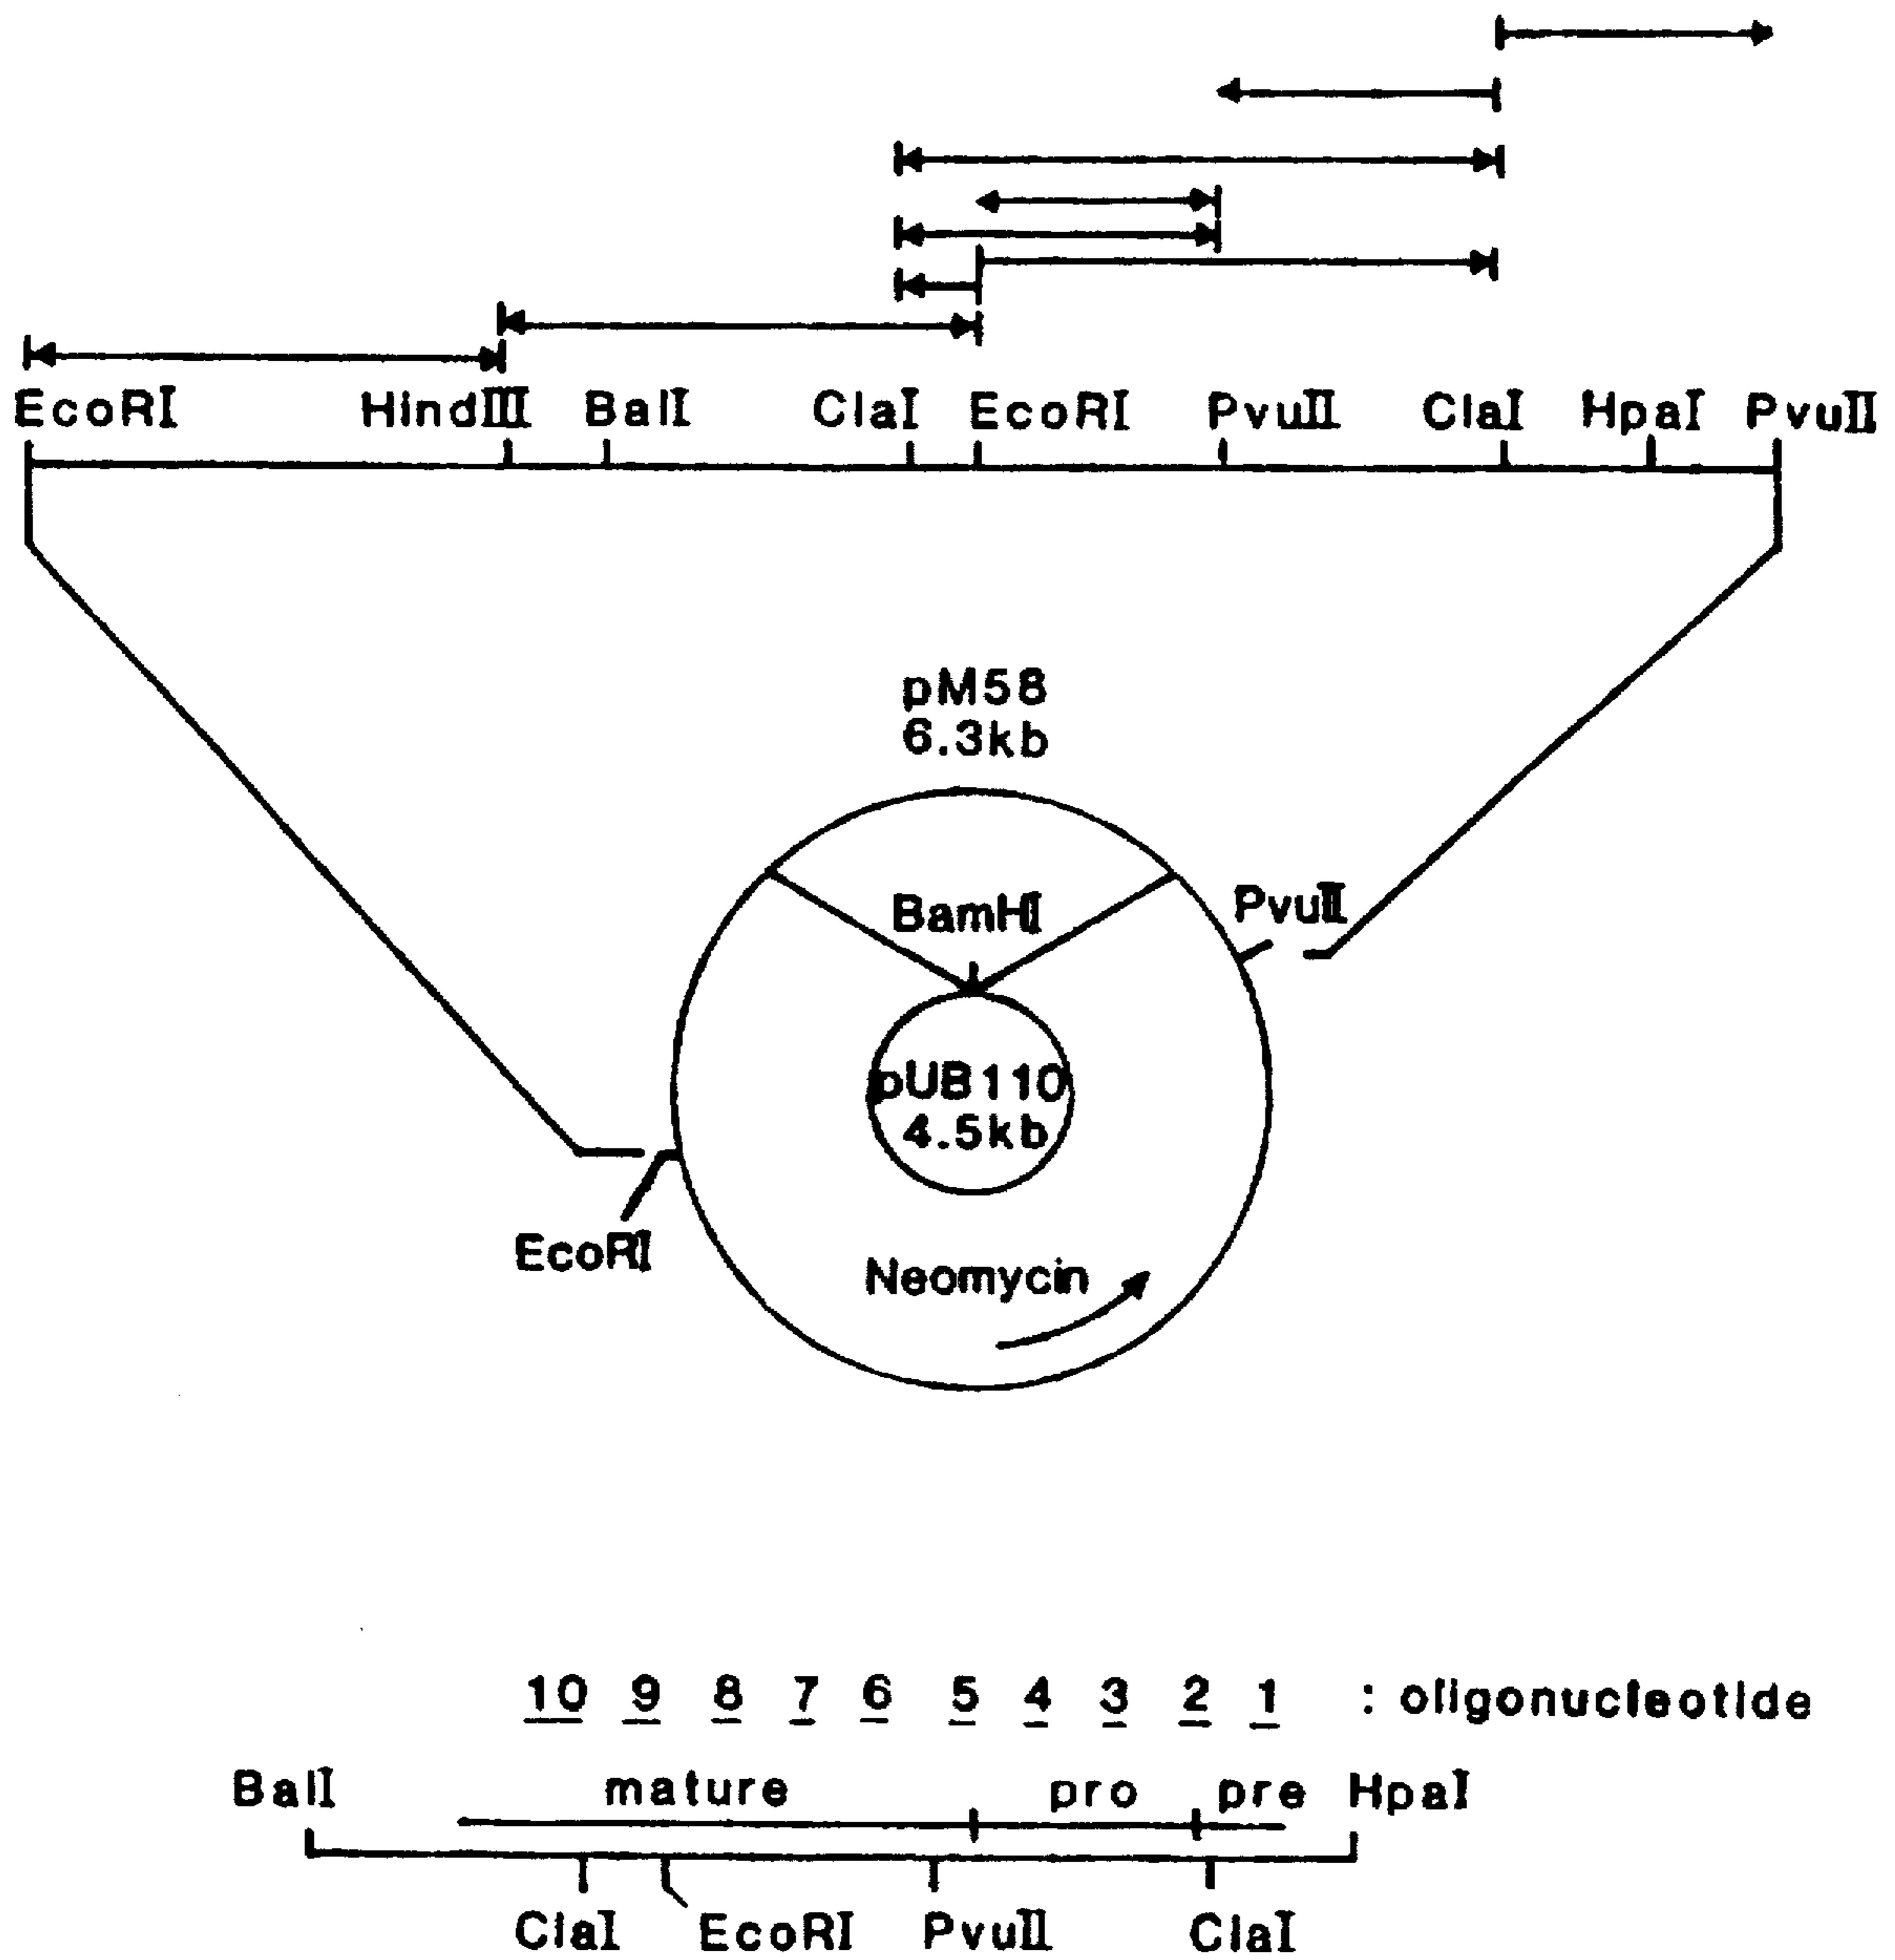 EcoRI HindIII BalI ClaI EcoRI PvuII ClaI HpaI PvuII
pM58
6.3kb
BamHI
PvuII
pUB110
4.5kb
EcoRI
Neomycin
10 9 8 7 6 5 4 3 2 1 : oligonucleotide
BalI mature pro pre HpaI
ClaI EcoRI PvuII ClaI